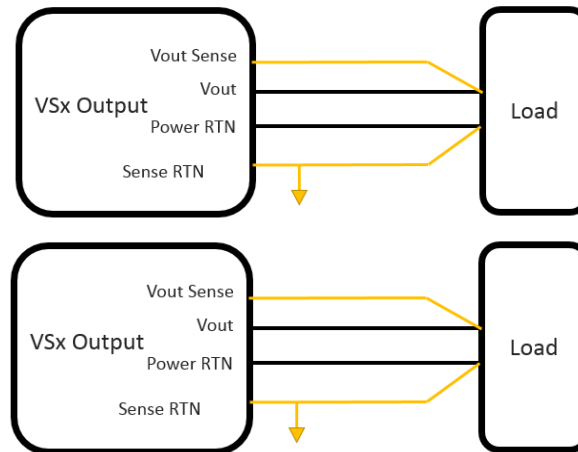 Vout Sense
Vout
VSx Output
Power RTN
Load
Sense RTN
Vout Sense
Vout
VSx Output
Power RTN
Load
Sense RTN